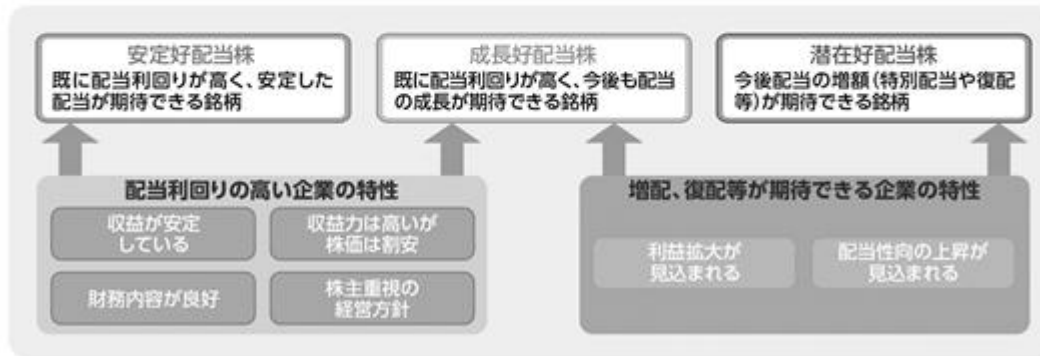 安定好配当株
既に配当利回りが高く、安定した
配当が期待できる銘柄
成長好配当株
既に配当利回りが高く、今後も配当
の成長が期待できる銘柄
潜在好配当株
今後配当の増額(特別配当や復配
等)が期待できる銘柄
配当利回りの高い企業の特性
収益が安定
している
収益力は高いが
株価は割安
財務内容が良好
株主重視の
経営方針
増配、復配等が期待できる企業の特性
利益拡大が
見込まれる
配当性向の上昇が
見込まれる